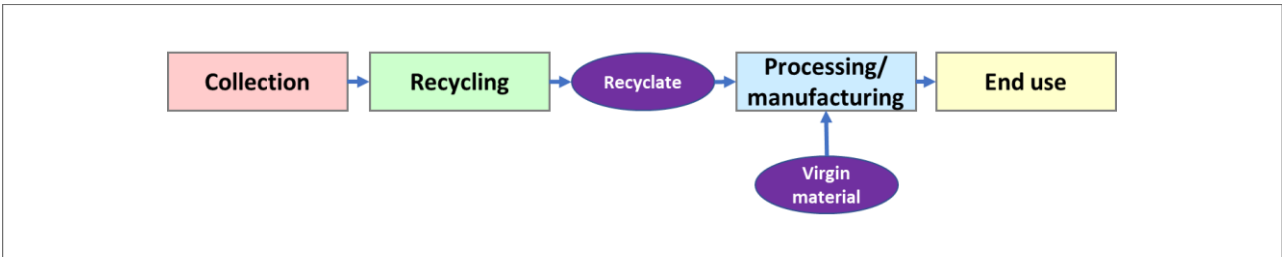 Collection
Recycling
Recyclate
Processing/
manufacturing
End use
Virgin
material